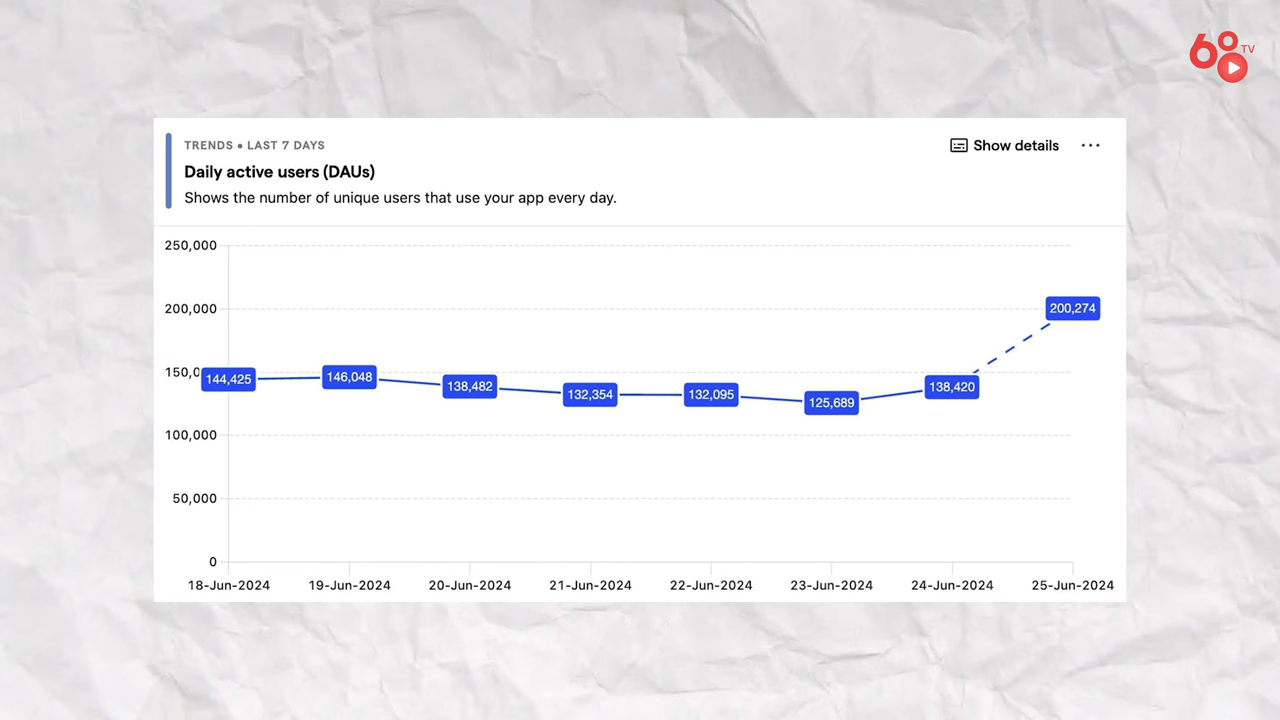 60 TV
TRENDS • LAST 7 DAYS
Show details
Daily active users (DAUs)
Shows the number of unique users that use your app every day.
250,000
200,000
150,0
100,000
50,000
0
144,425
146,048
138,482
132,354
132,095
125,689
138,420
200,274
18-Jun-2024
19-Jun-2024
20-Jun-2024
21-Jun-2024
22-Jun-2024
23-Jun-2024
24-Jun-2024
25-Jun-2024